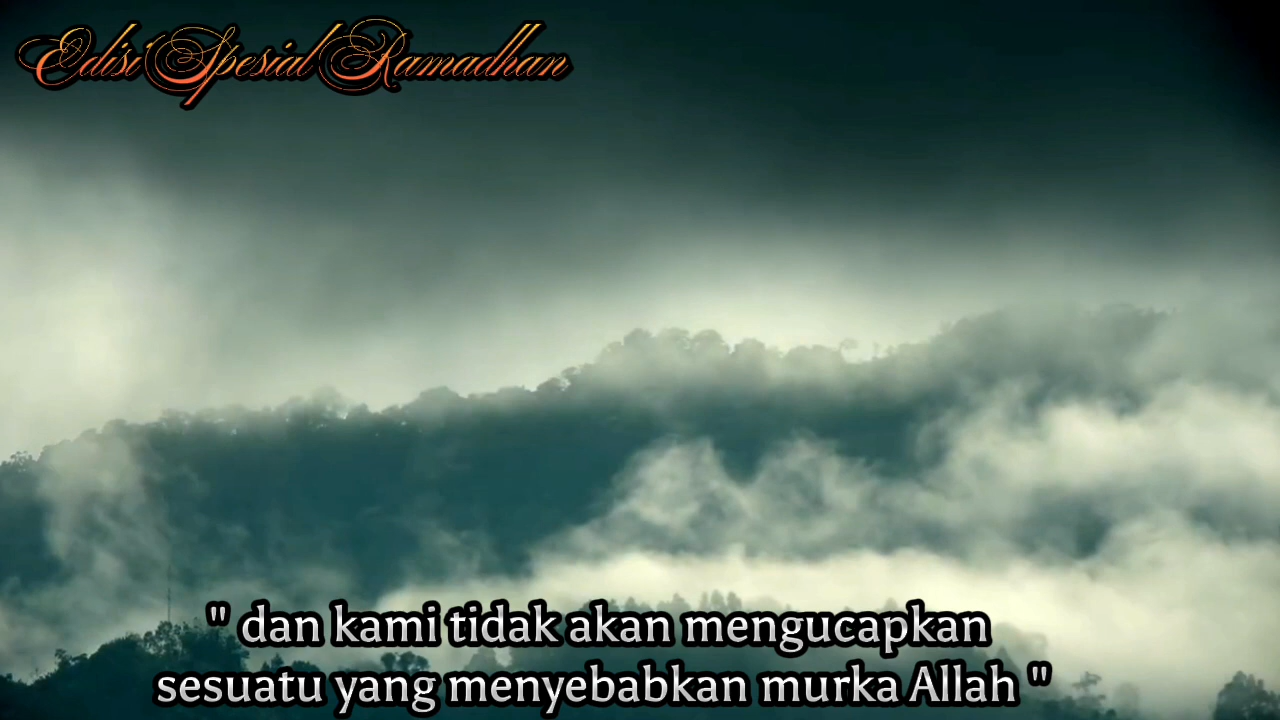 Edisi Spesial Ramadhan
" dan kami tidak akan mengucapkan
sesuatu yang menyebabkan murka Allah "